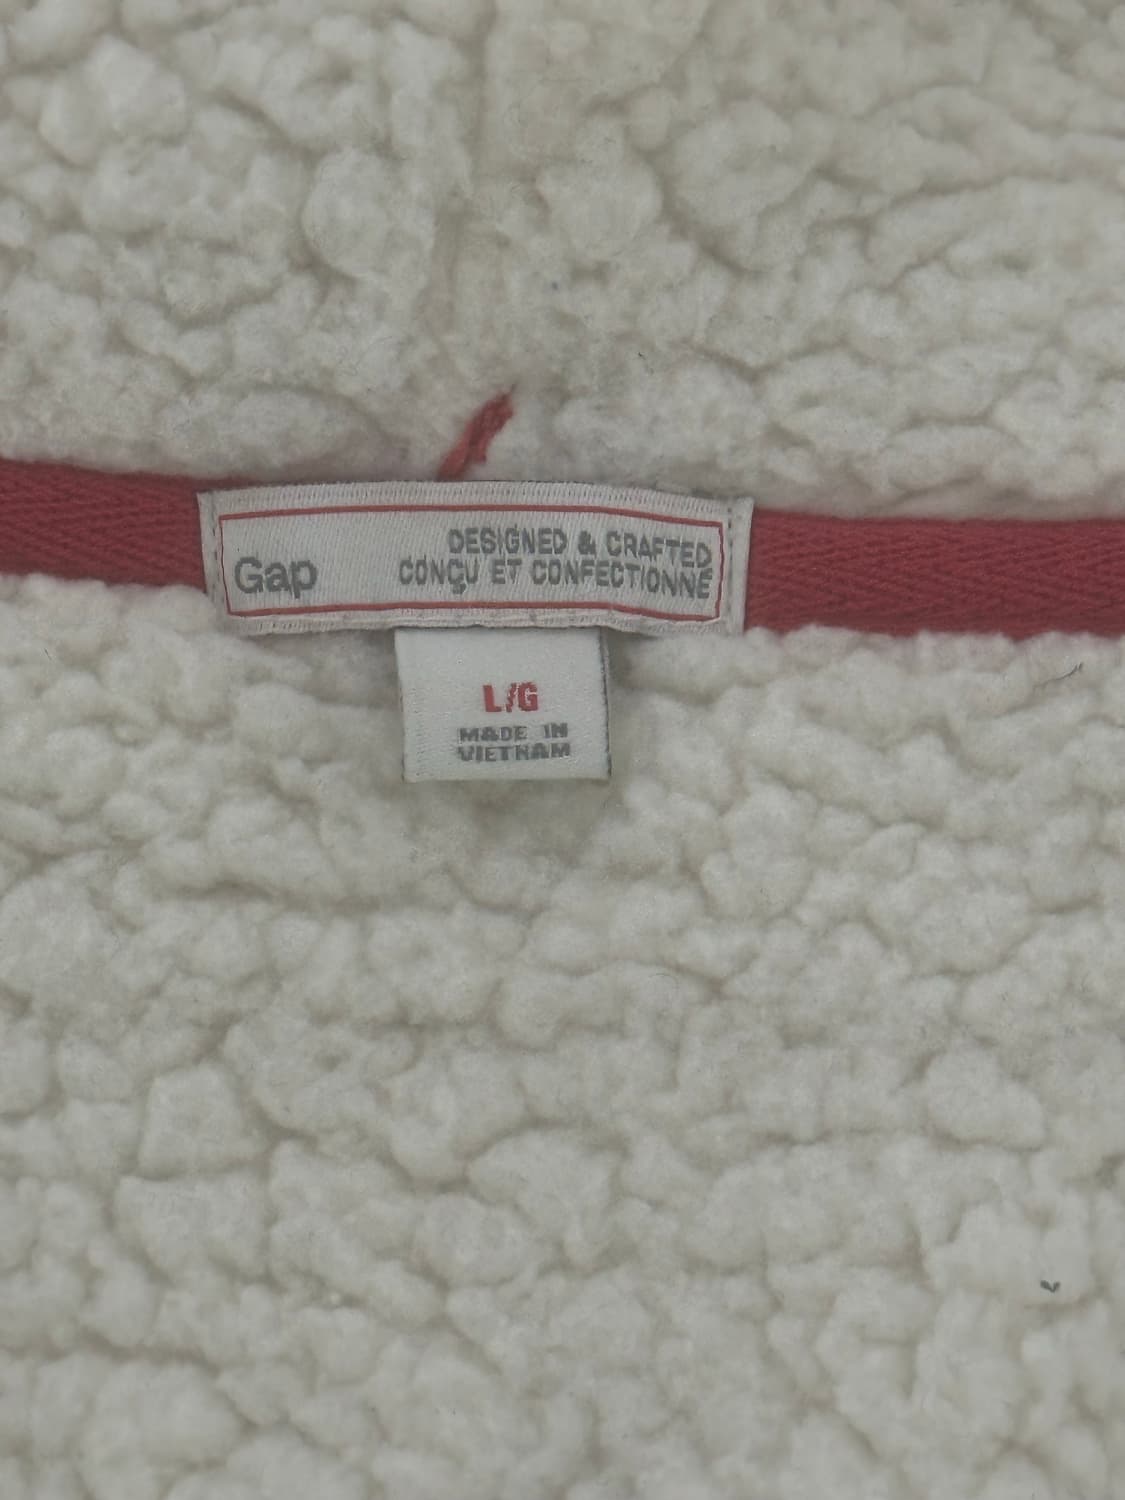 Gap
DESIGNED & CRAFTED
CONÇU ET CONFECTIONNÉ
L/G
MADE IN
VIETNAM